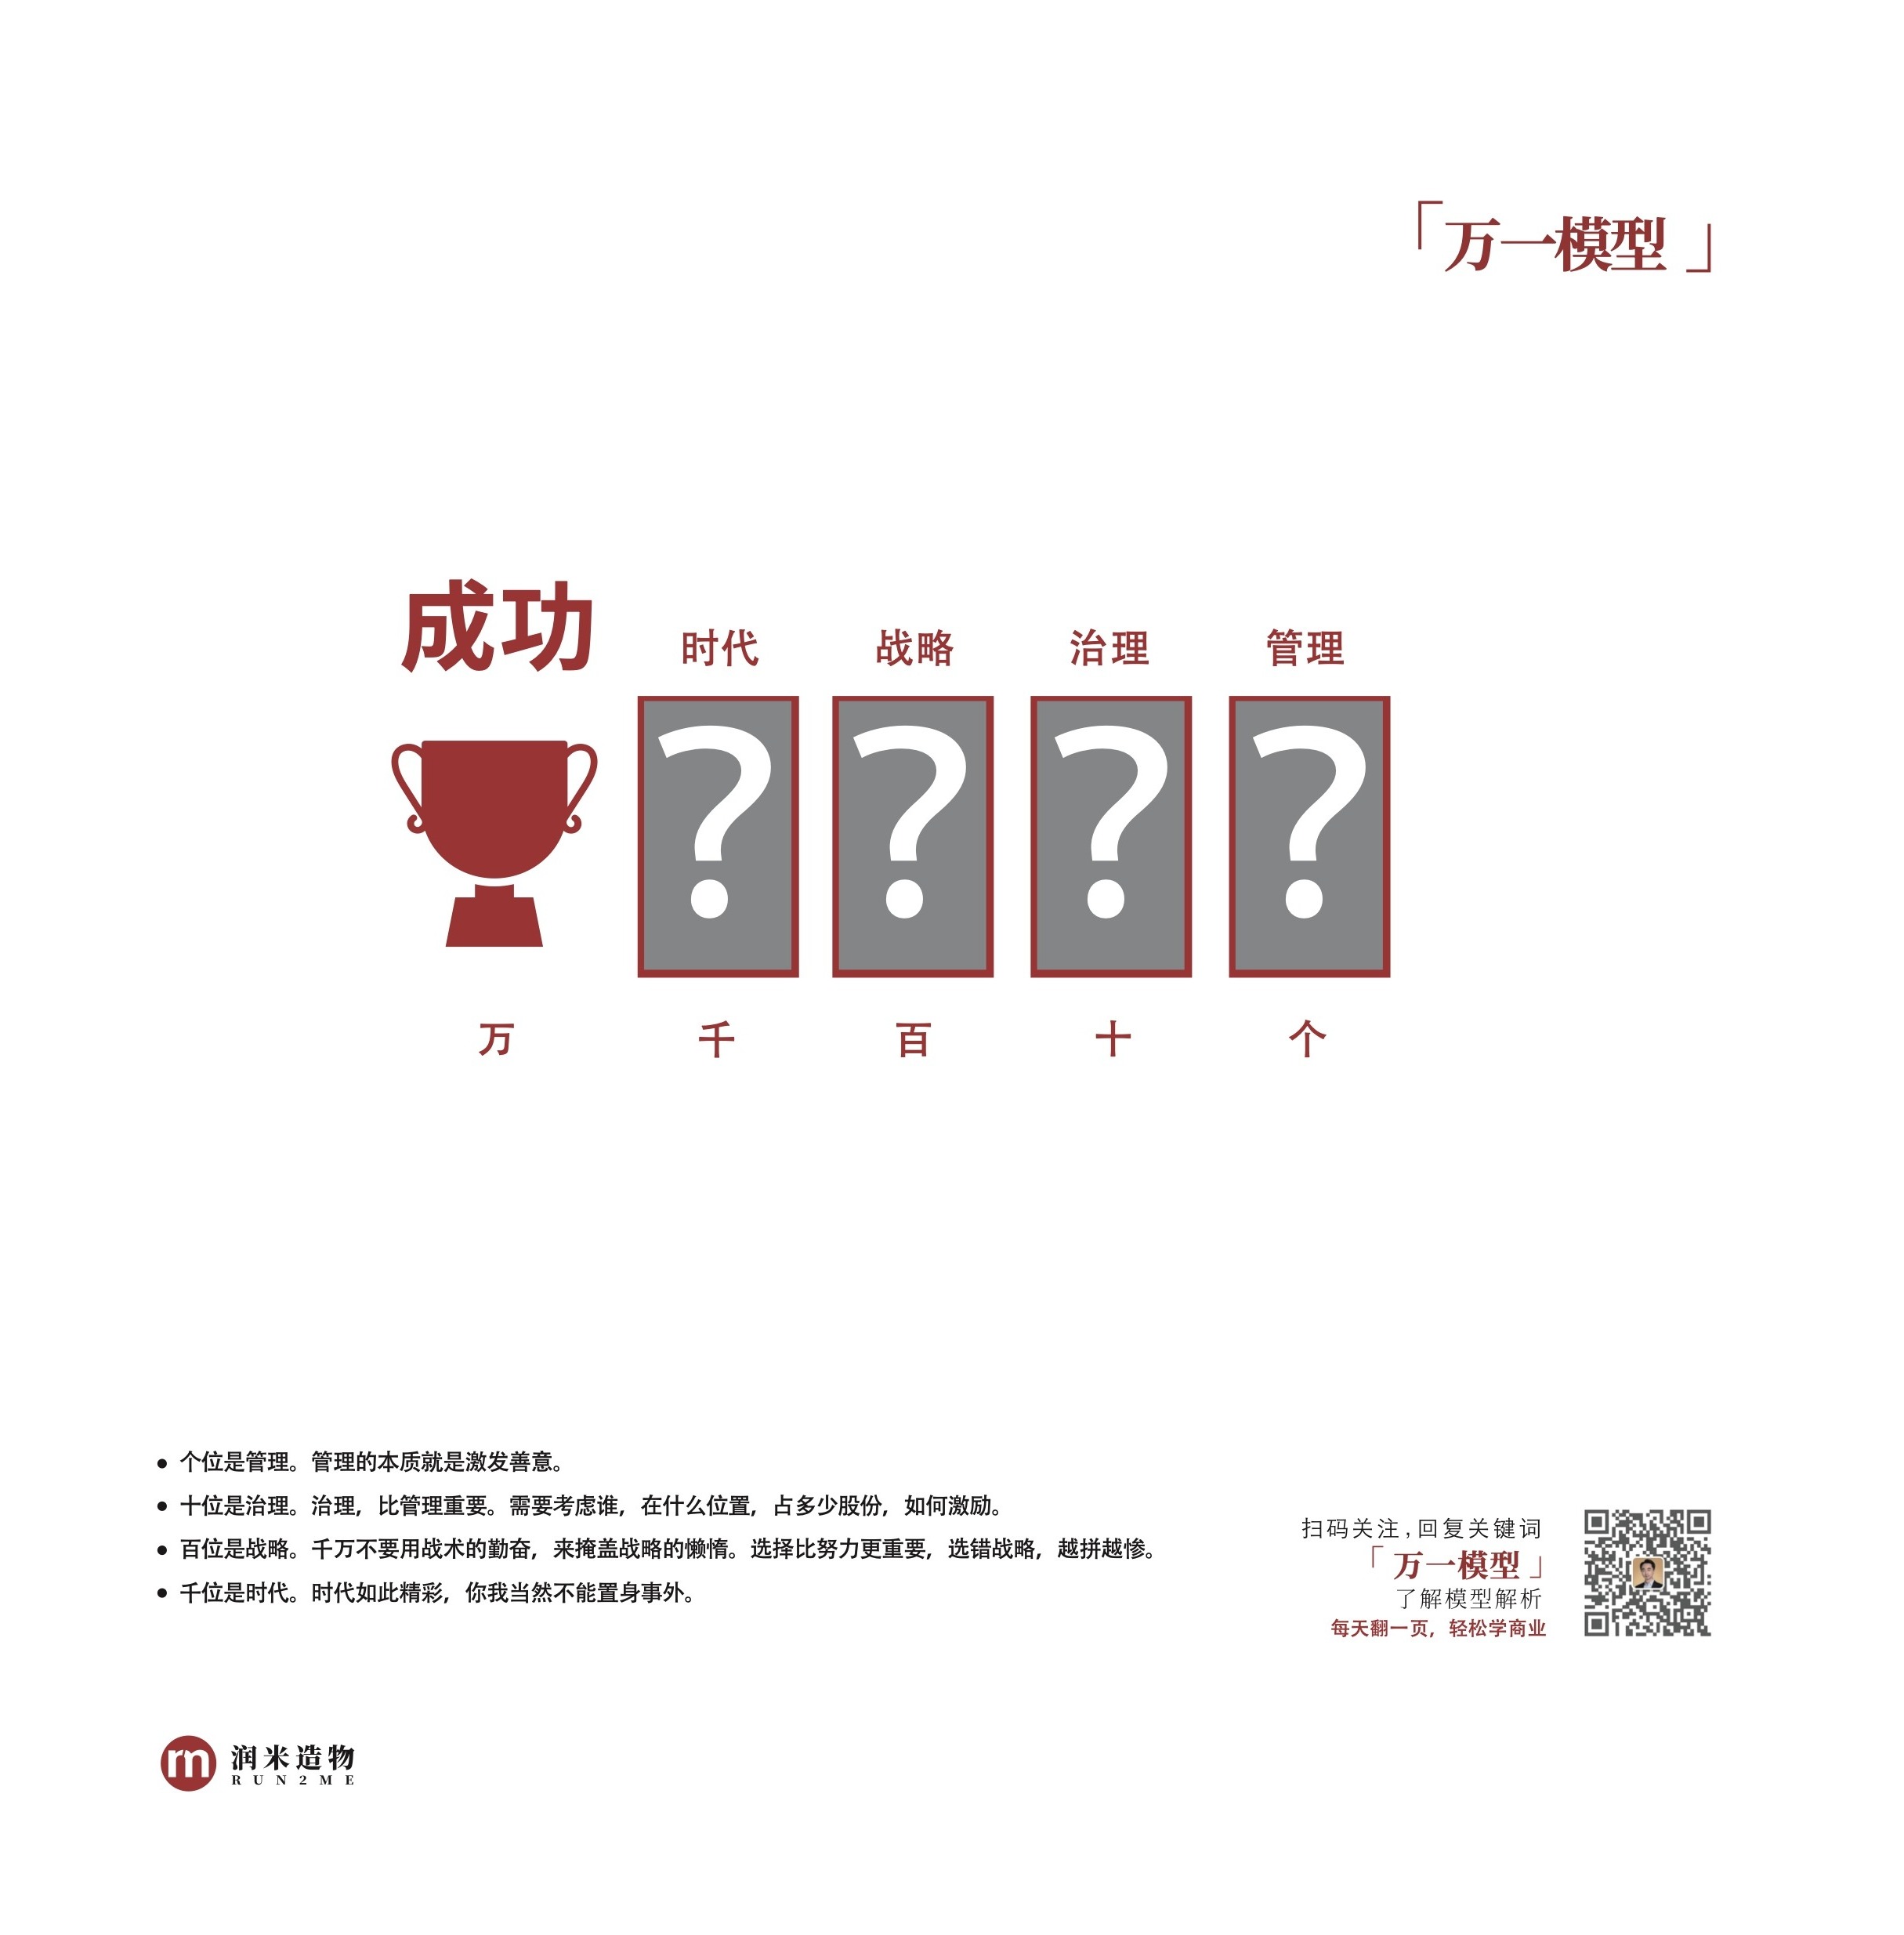 「万一模型」
成功
时代 战略 治理 管理
? ? ? ?
万 千 百 十 个
● 个位是管理。管理的本质就是激发善意。
● 十位是治理。治理，比管理重要。需要考虑谁，在什么位置，占多少股份，如何激励。
● 百位是战略。千万不要用战术的勤奋，来掩盖战略的懒惰。选择比努力更重要，选错战略，越拼越惨。
● 千位是时代。时代如此精彩，你我当然不能置身事外。
扫码关注，回复关键词
「万一模型」
了解模型解析
每天翻一页，轻松学商业
m
润米造物
RUN2ME